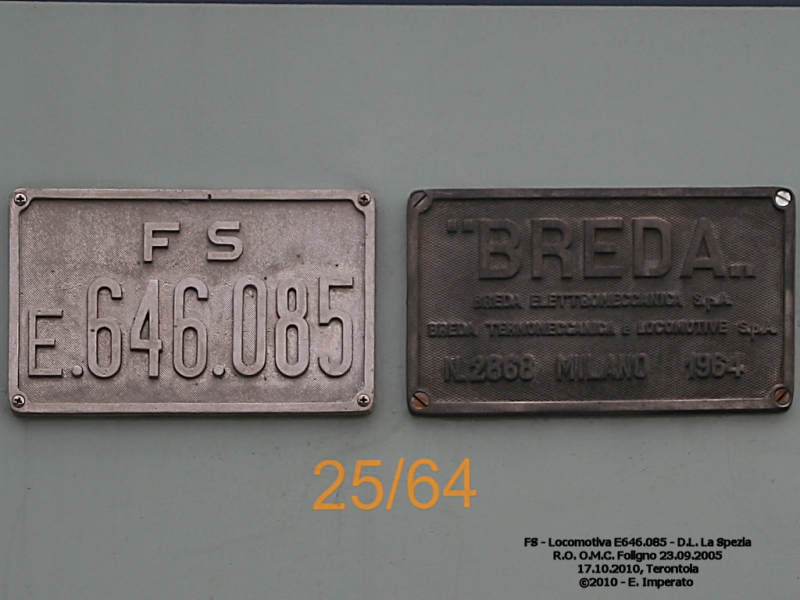 FS
E.646.085
"BREDA"
BREDA ELETTROMECCANICA S.p.A.
BREDA TERMOMECCANICA E LOCOMOTIVE S.p.A.
N.2868 MILANO 1964
25/64
FS - Locomotiva E646.085 - D.L. La Spezia
R.O. O.M.C. Foligno 23.09.2005
17.10.2010, Terontola
©2010 - E. Imperato